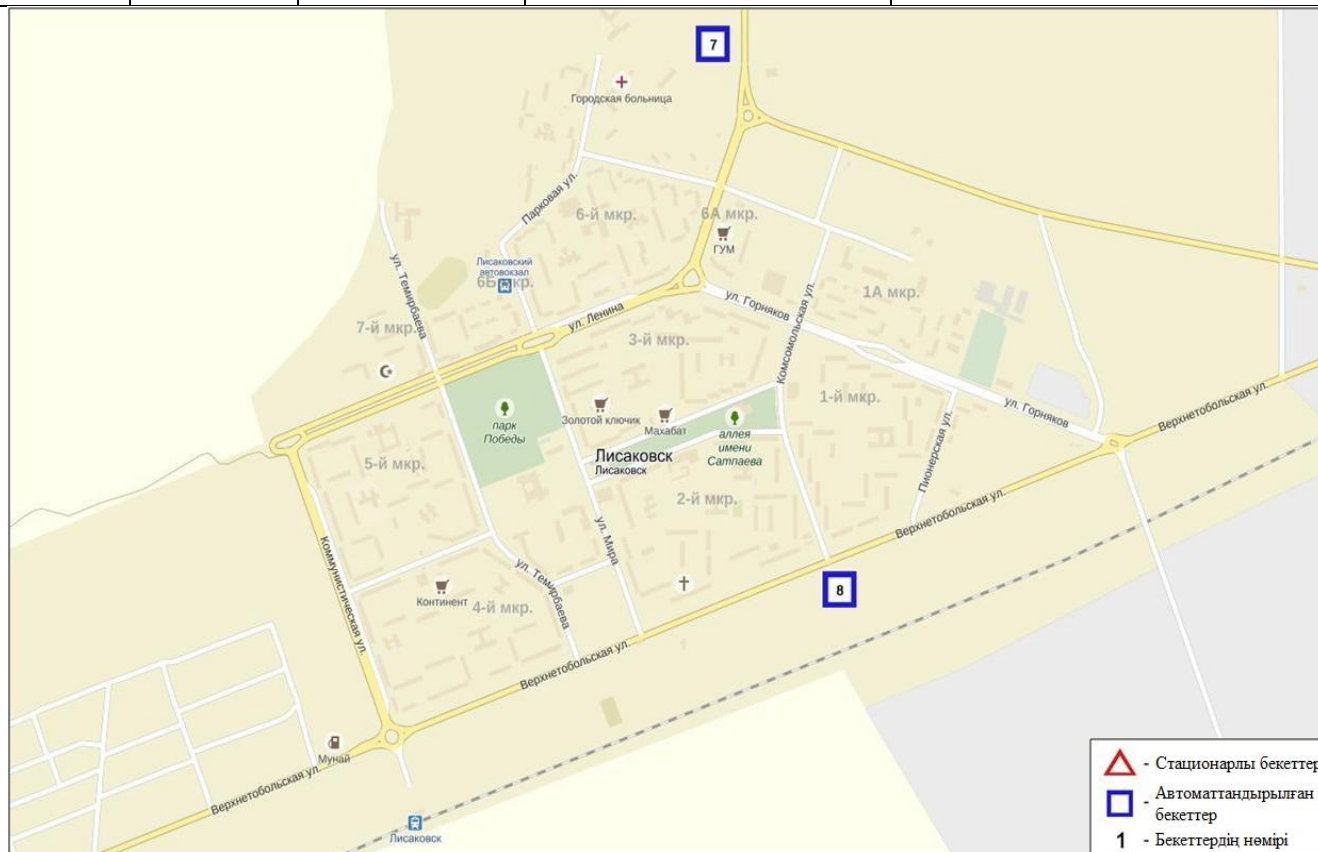 7
Городская больница
Парковая ул.
6-й мкр.
6А мкр.
ГУМ
ул. Темирбаева
Лисаковский
автовокзал
6Б мкр.
ул. Горняков
1А мкр.
ул. Ленина
7-й мкр.
3-й мкр.
Комсомольская ул.
1-й мкр.
ул. Горняков
Верхнетобольская ул.
парк
Победы
Золотой ключик
Махабат
аллея
имени
Сатпаева
Пионерская ул.
Лисаковск
Лисаковск
5-й мкр.
2-й мкр.
Верхнетобольская ул.
ул. Мира
Коммунистическая ул.
ул. Темирбаева
8
Континент
4-й мкр.
Верхнетобольская ул.
Мунай
Верхнетобольская ул.
Лисаковск
- Стационарлы бекеттер
- Автоматтандырылған
бекеттер
1 - Бекеттердің нөмірі